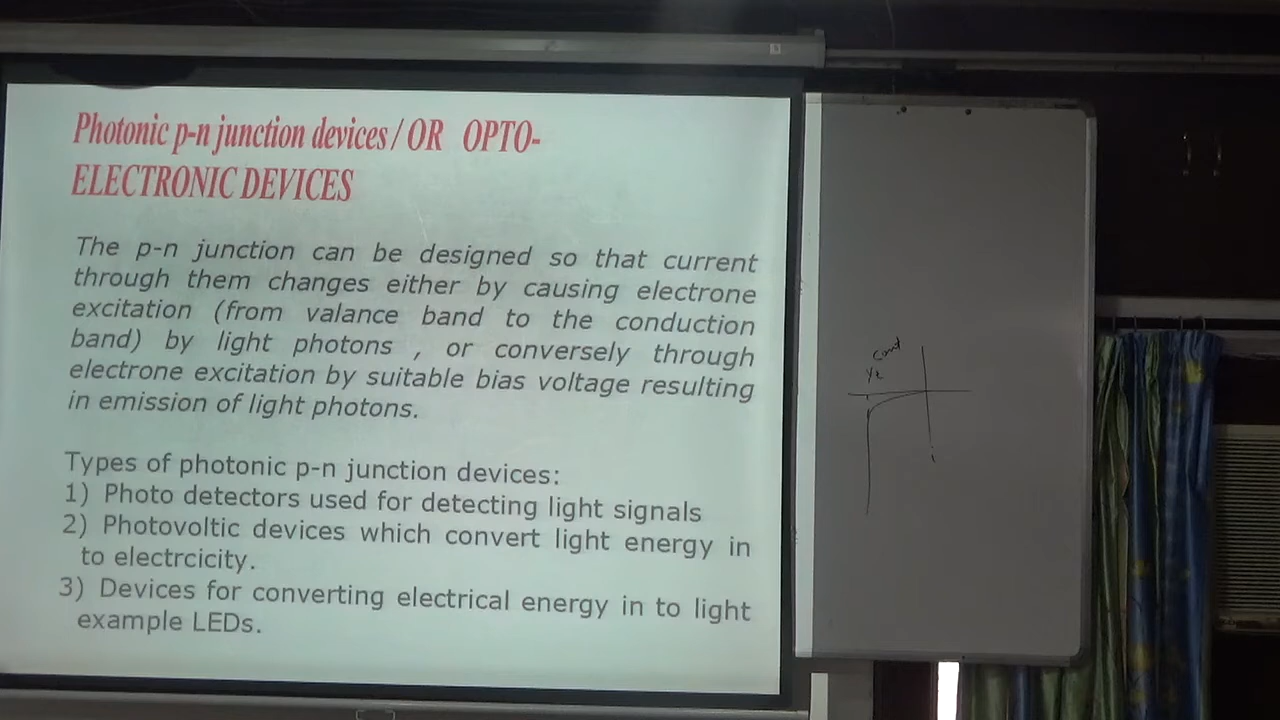 Photonic p-n junction devices / OR OPTO-
ELECTRONIC DEVICES
The p-n junction can be designed so that current
through them changes either by causing electrone
excitation (from valance band to the conduction
band) by light photons , or conversely through
electrone excitation by suitable bias voltage resulting
in emission of light photons.
Types of photonic p-n junction devices:
1) Photo detectors used for detecting light signals
2) Photovoltic devices which convert light energy in
to electrcicity.
3) Devices for converting electrical energy in to light
example LEDs.